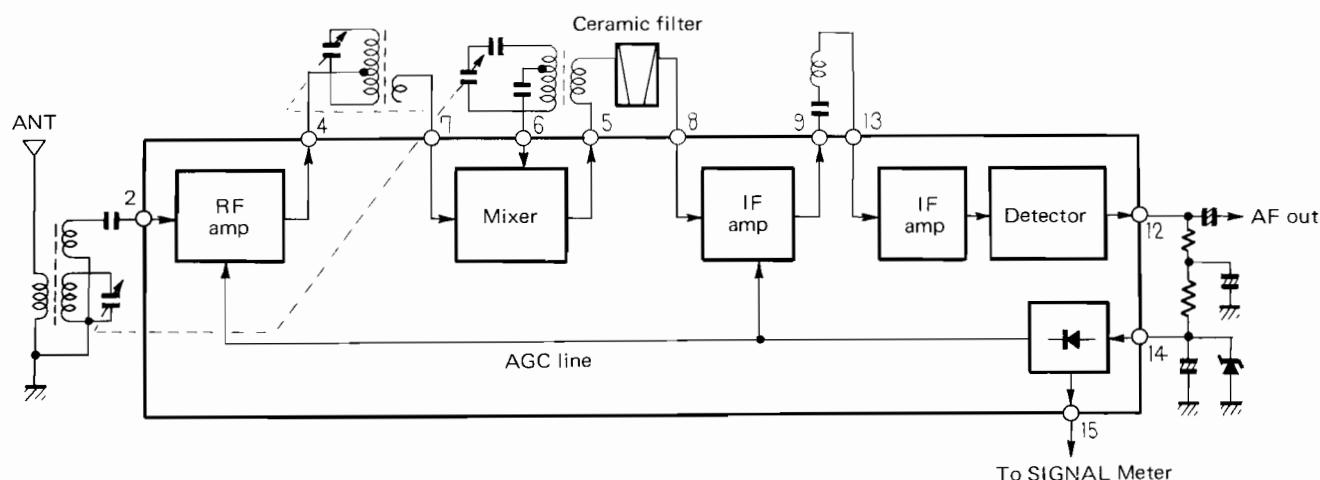 Ceramic filter
ANT
4
7
6
5
8
9
13
2
RF
amp
Mixer
IF
amp
IF
amp
Detector
12
AF out
AGC line
14
15
To SIGNAL Meter